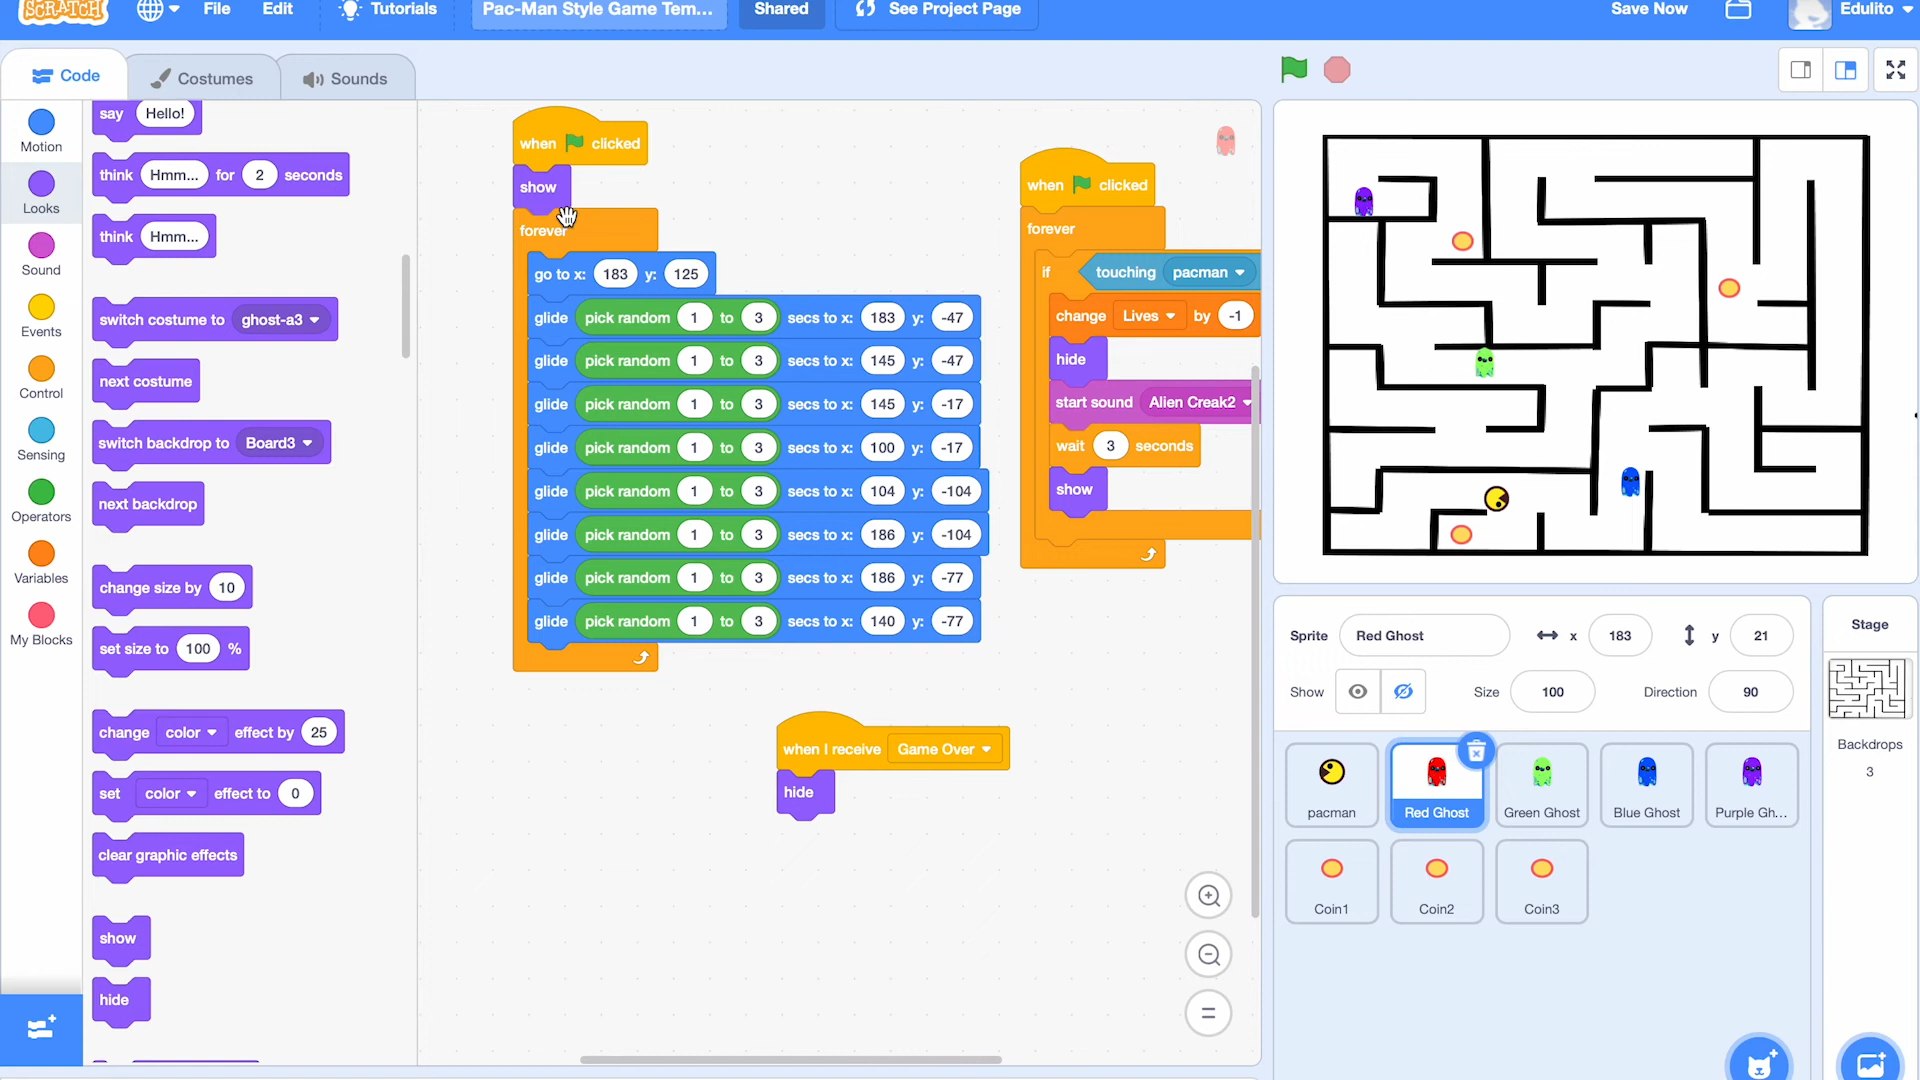 SCRATCH File Edit Tutorials Pac-Man Style Game Tem... Shared See Project Page Save Now Edulito
Code Costumes Sounds
Motion
Looks
Sound
Events
Control
Sensing
Operators
Variables
My Blocks
say Hello!
think Hmm... for 2 seconds
think Hmm...
switch costume to ghost-a3
next costume
switch backdrop to Board3
next backdrop
change size by 10
set size to 100 %
change color effect by 25
set color effect to 0
clear graphic effects
show
hide
when clicked
show
forever
go to x: 183 y: 125
glide pick random 1 to 3 secs to x: 183 y: -47
glide pick random 1 to 3 secs to x: 145 y: -47
glide pick random 1 to 3 secs to x: 145 y: -17
glide pick random 1 to 3 secs to x: 100 y: -17
glide pick random 1 to 3 secs to x: 104 y: -104
glide pick random 1 to 3 secs to x: 186 y: -104
glide pick random 1 to 3 secs to x: 186 y: -77
glide pick random 1 to 3 secs to x: 140 y: -77
when I receive Game Over
hide
when clicked
forever
if touching pacman
change Lives by -1
hide
start sound Alien Creak2
wait 3 seconds
show
Sprite Red Ghost x 183 y 21
Show Size 100 Direction 90
pacman Red Ghost Green Ghost Blue Ghost Purple Gh...
Coin1 Coin2 Coin3
Stage
Backdrops
3